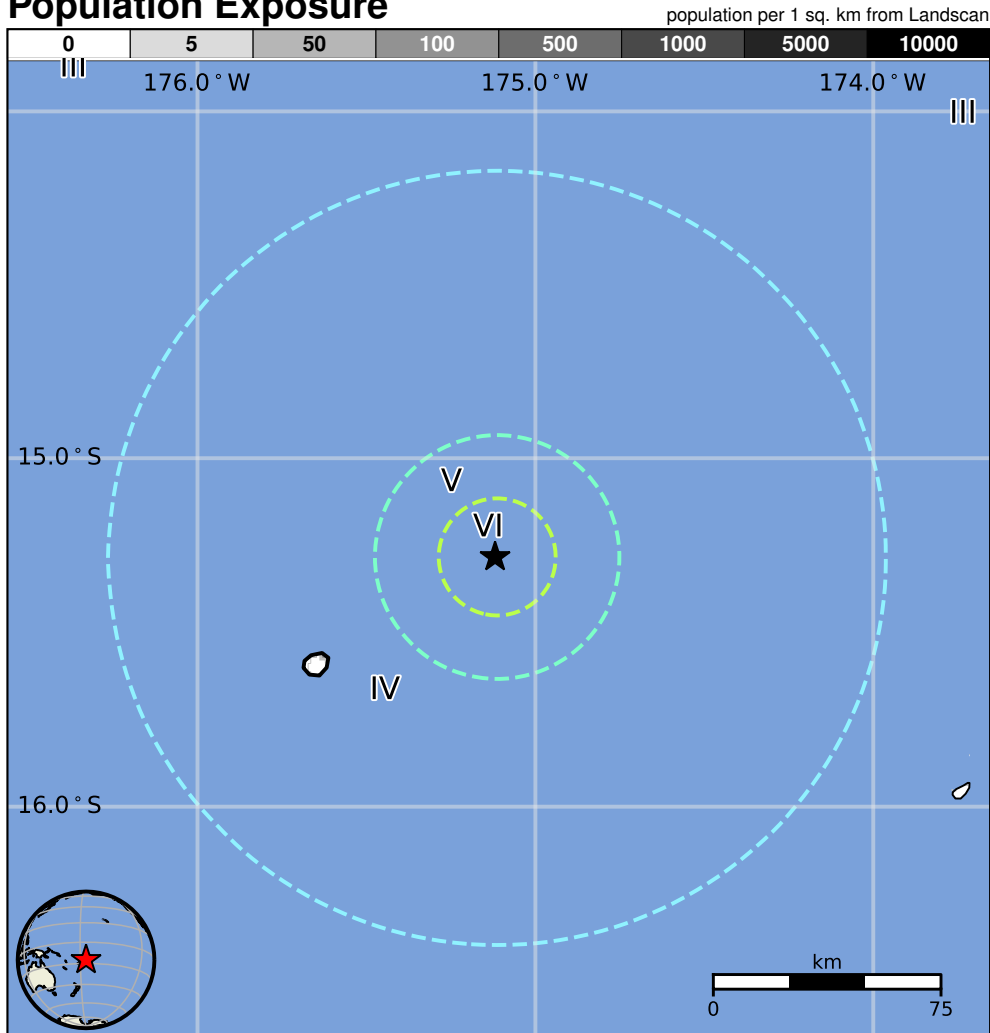 Population Exposure
population per 1 sq. km from Landscan
0 5 50 100 500 1000 5000 10000
III
176.0°W 175.0°W 174.0°W
III
15.0°S
V
VI
IV
16.0°S
km
0 75